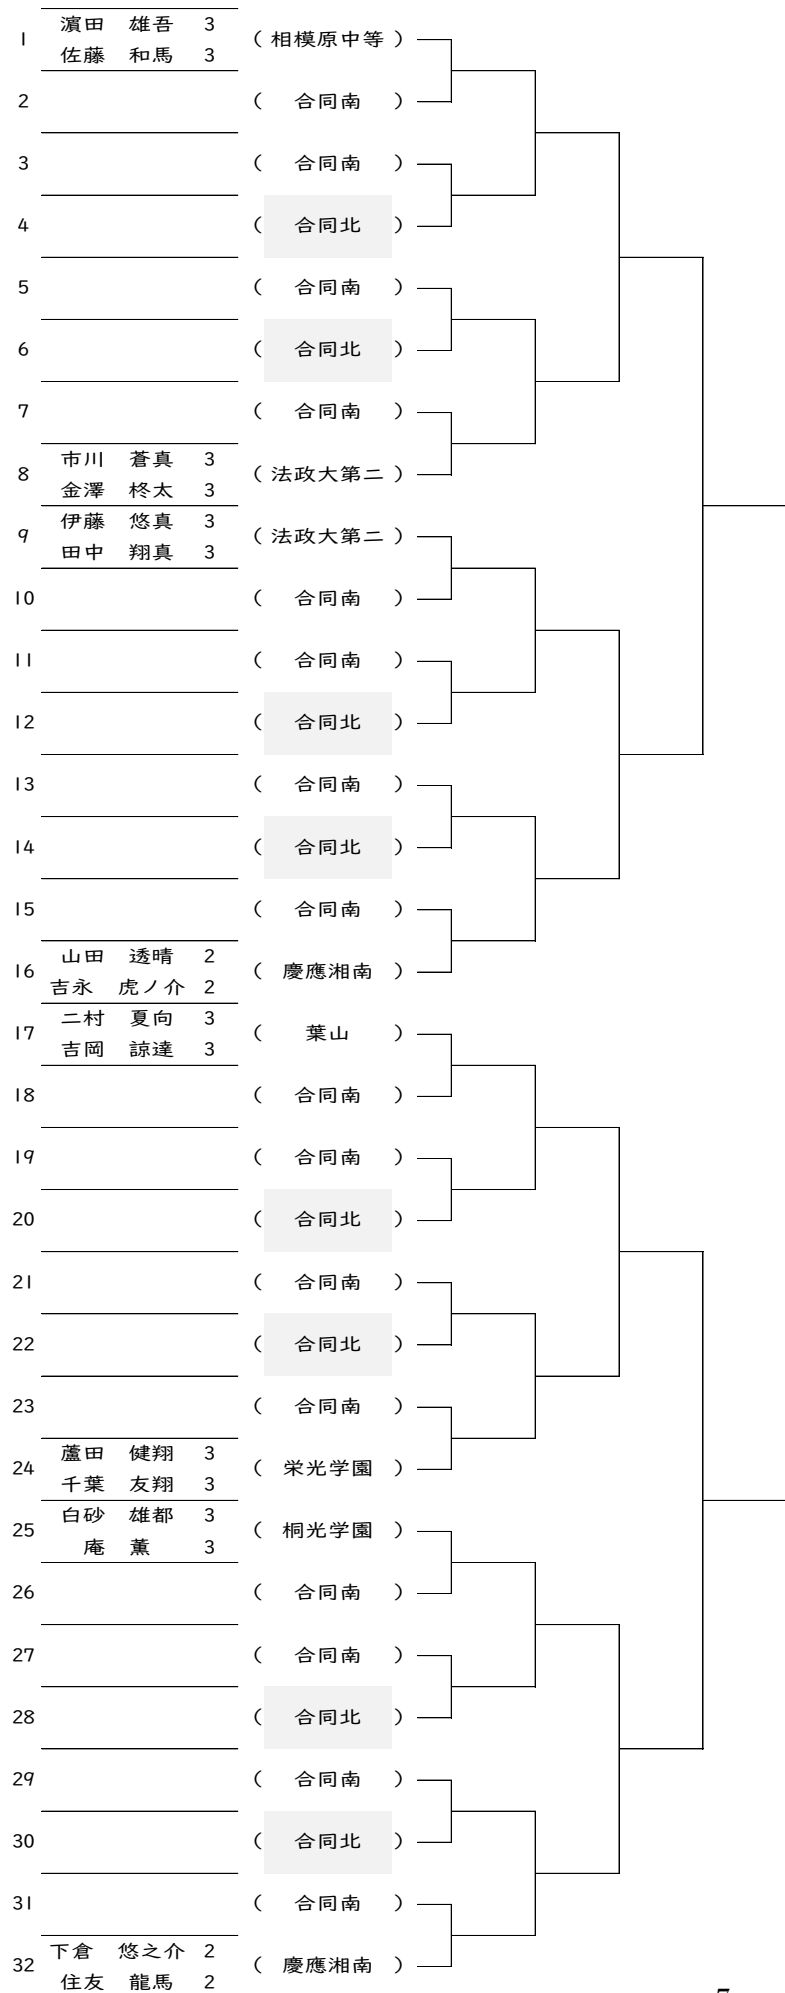 濵田 雄吾 3
1 (相模原中等)
佐藤 和馬 3
2 (合同南)
3 (合同南)
4 (合同北)
5 (合同南)
6 (合同北)
7 (合同南)
市川 蒼真 3
8 (法政大第二)
金澤 柊太 3
伊藤 悠真 3
9 (法政大第二)
田中 翔真 3
10 (合同南)
11 (合同南)
12 (合同北)
13 (合同南)
14 (合同北)
15 (合同南)
山田 透晴 2
16 (慶應湘南)
吉永 虎ノ介 2
二村 夏向 3
17 (葉山)
吉岡 諒達 3
18 (合同南)
19 (合同南)
20 (合同北)
21 (合同南)
22 (合同北)
23 (合同南)
蘆田 健翔 3
24 (栄光学園)
千葉 友翔 3
白砂 雄都 3
25 (桐光学園)
庵 薫 3
26 (合同南)
27 (合同南)
28 (合同北)
29 (合同南)
30 (合同北)
31 (合同南)
下倉 悠之介 2
32 (慶應湘南)
住友 龍馬 2